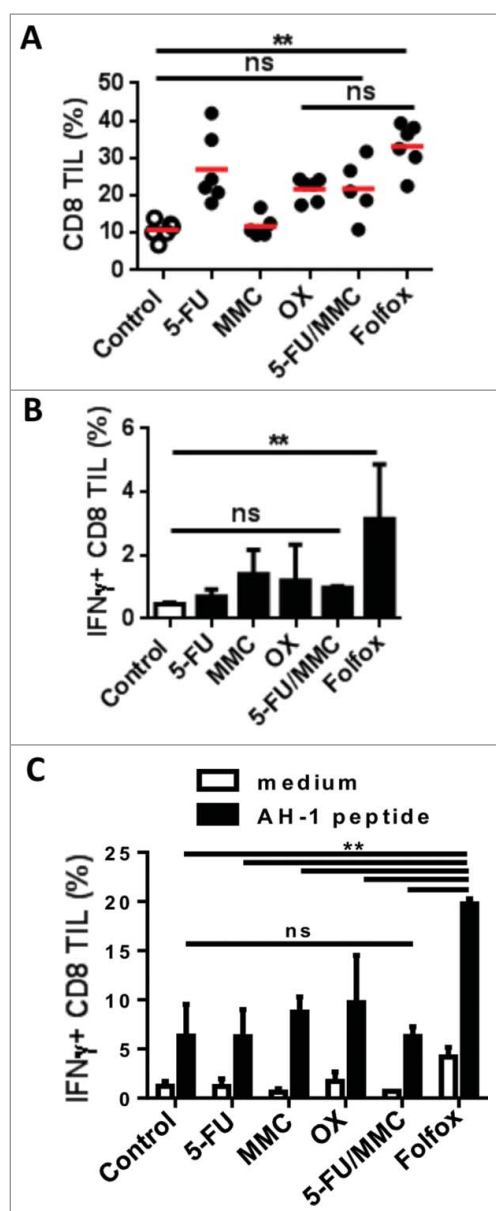 A
**
ns
ns
CD8 TIL (%)
50
40
30
20
10
0
Control
5-FU
MMC
OX
5-FU/MMC
Folfox
B
**
ns
IFNγ+ CD8 TIL (%)
6
4
2
0
Control
5-FU
MMC
OX
5-FU/MMC
Folfox
C
medium
AH-1 peptide
**
ns
IFNγ+ CD8 TIL (%)
25
20
15
10
5
0
Control
5-FU
MMC
OX
5-FU/MMC
Folfox